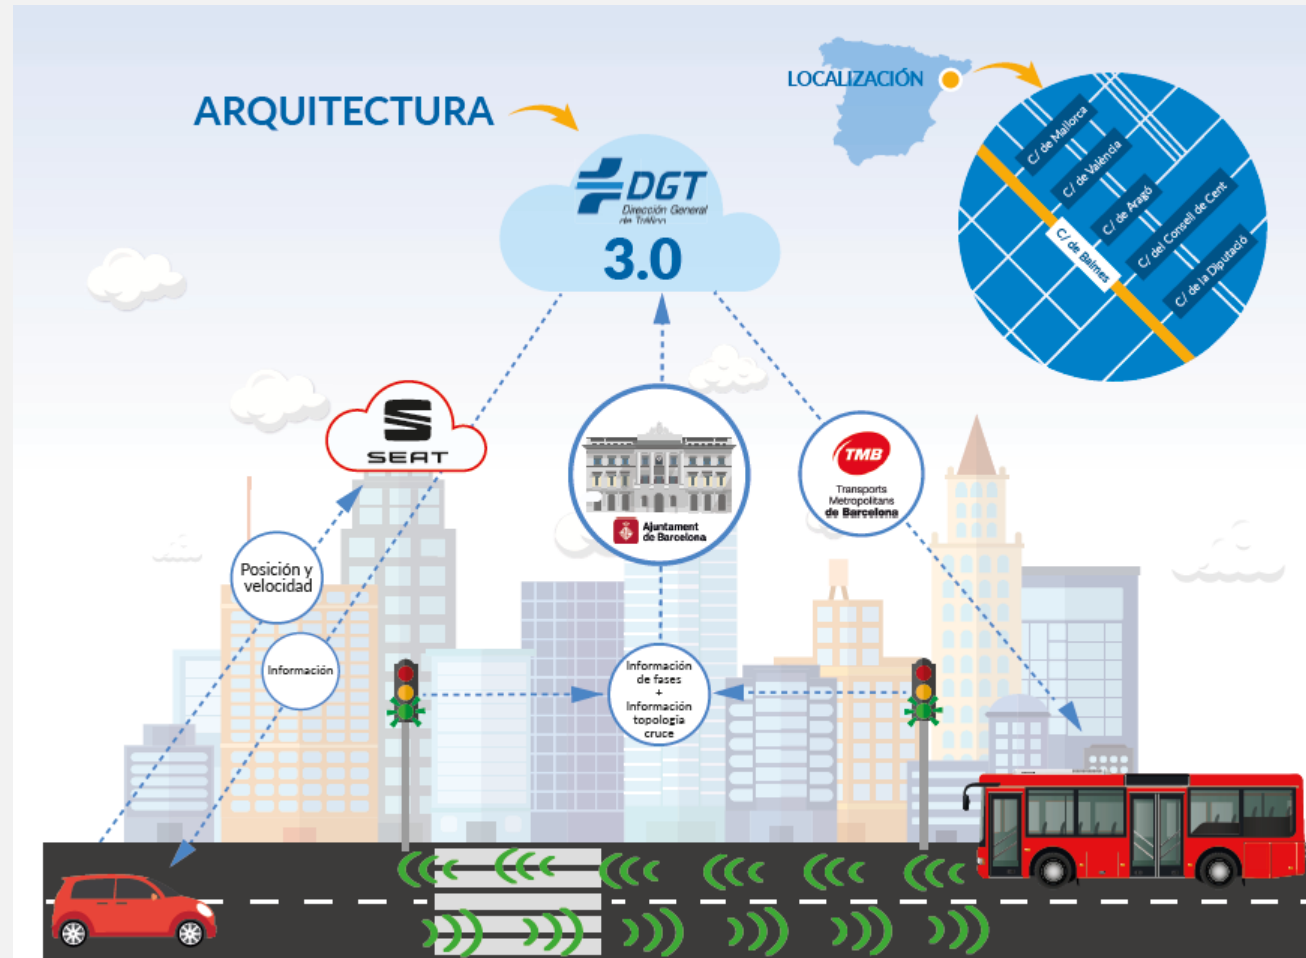 ARQUITECTURA
LOCALIZACIÓN
C/ de Mallorca
C/ de València
C/ de Aragó
C/ del Consell de Cent
C/ de la Diputació
C/ de Balmes
DGT
Dirección General
de Tráfico
3.0
SEAT
Ajuntament
de Barcelona
TMB
Transports
Metropolitans
de Barcelona
Posición y
velocidad
Información
Información
de fases
+
Información
topología
cruce